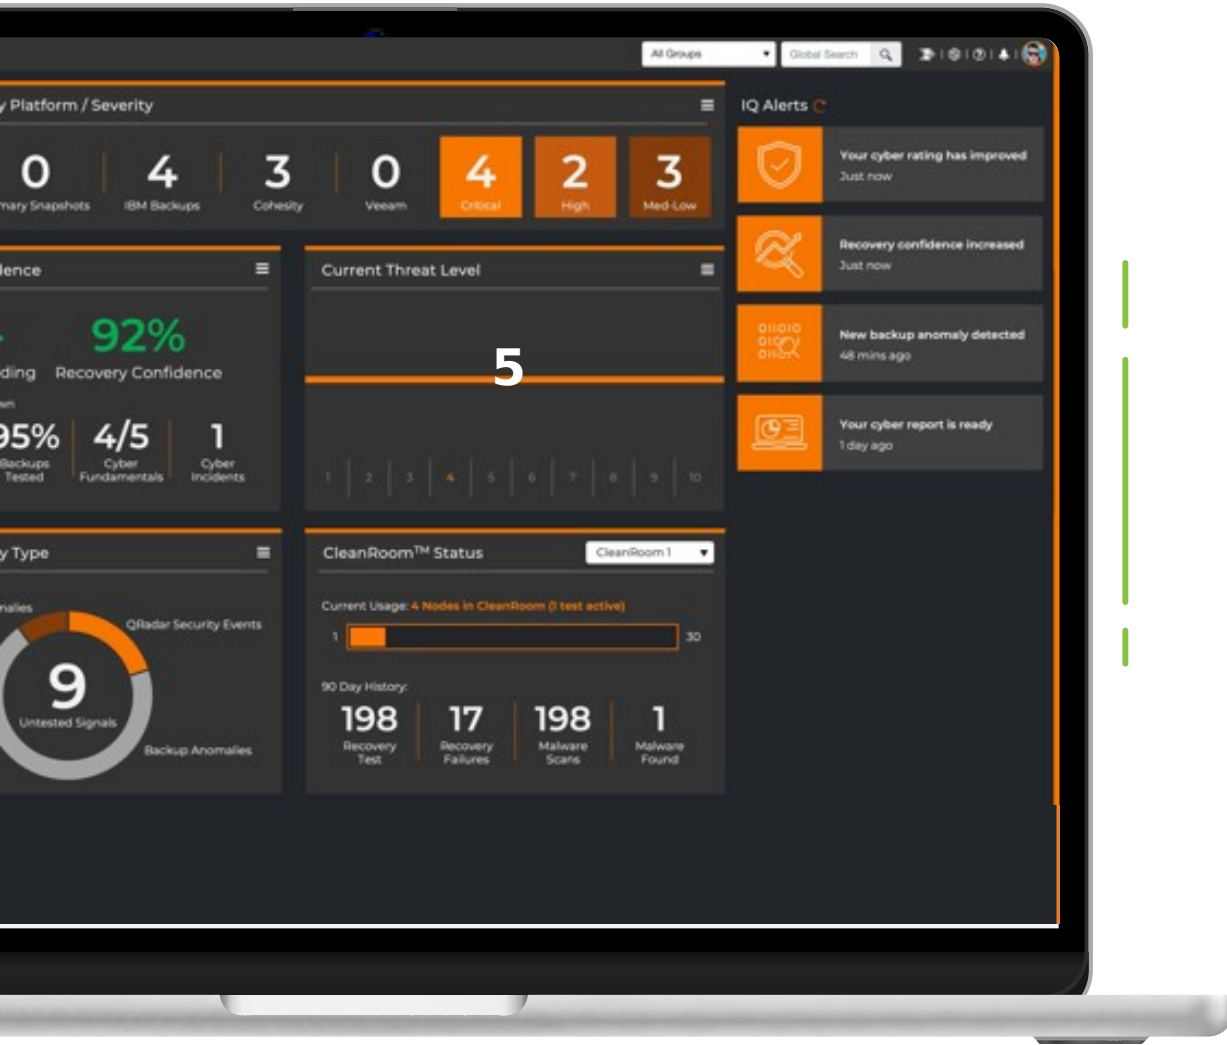 All Groups
Global Search
y Platform / Severity
0
mary Snapshots
4
IBM Backups
3
Cohesity
0
Veeam
4
Critical
2
High
3
Med-Low
IQ Alerts
Your cyber rating has improved
Just now
Recovery confidence increased
Just now
New backup anomaly detected
48 mins ago
Your cyber report is ready
1 day ago
dence
92%
ding
Recovery Confidence
wn
95%
Backups
Tested
4/5
Cyber
Fundamentals
1
Cyber
Incidents
Current Threat Level
5
1 2 3 4 5 6 7 8 9 10
y Type
malies
QRadar Security Events
9
Untested Signals
Backup Anomalies
CleanRoom™ Status
CleanRoom 1
Current Usage: 4 Nodes in CleanRoom (1 test active)
1
30
90 Day History:
198
Recovery
Test
17
Recovery
Failures
198
Malware
Scans
1
Malware
Found